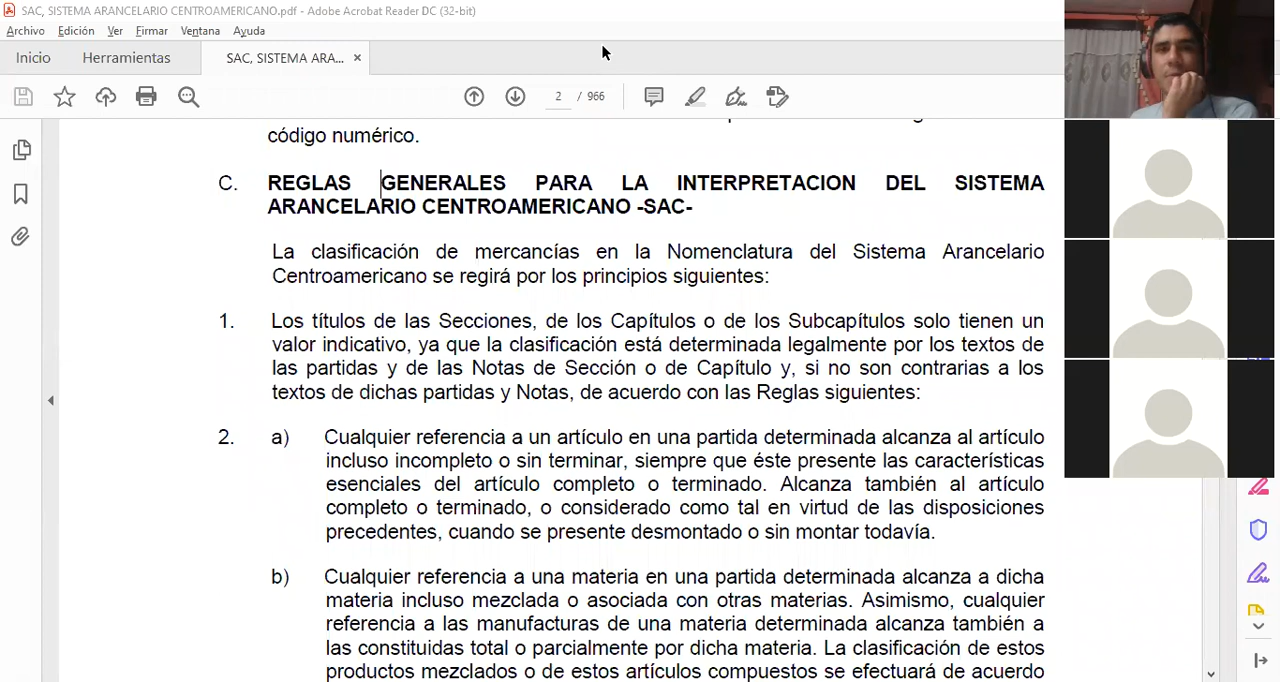 SAC, SISTEMA ARANCELARIO CENTROAMERICANO.pdf - Adobe Acrobat Reader DC (32-bit)
Archivo Edición Ver Firmar Ventana Ayuda
Inicio Herramientas SAC, SISTEMA ARA... ×
2 / 966
código numérico.
C. REGLAS GENERALES PARA LA INTERPRETACION DEL SISTEMA
ARANCELARIO CENTROAMERICANO -SAC-
La clasificación de mercancías en la Nomenclatura del Sistema Arancelario
Centroamericano se regirá por los principios siguientes:
1. Los títulos de las Secciones, de los Capítulos o de los Subcapítulos solo tienen un
valor indicativo, ya que la clasificación está determinada legalmente por los textos de
las partidas y de las Notas de Sección o de Capítulo y, si no son contrarias a los
textos de dichas partidas y Notas, de acuerdo con las Reglas siguientes:
2. a) Cualquier referencia a un artículo en una partida determinada alcanza al artículo
incluso incompleto o sin terminar, siempre que éste presente las características
esenciales del artículo completo o terminado. Alcanza también al artículo
completo o terminado, o considerado como tal en virtud de las disposiciones
precedentes, cuando se presente desmontado o sin montar todavía.
b) Cualquier referencia a una materia en una partida determinada alcanza a dicha
materia incluso mezclada o asociada con otras materias. Asimismo, cualquier
referencia a las manufacturas de una materia determinada alcanza también a
las constituidas total o parcialmente por dicha materia. La clasificación de estos
productos mezclados o de estos artículos compuestos se efectuará de acuerdo